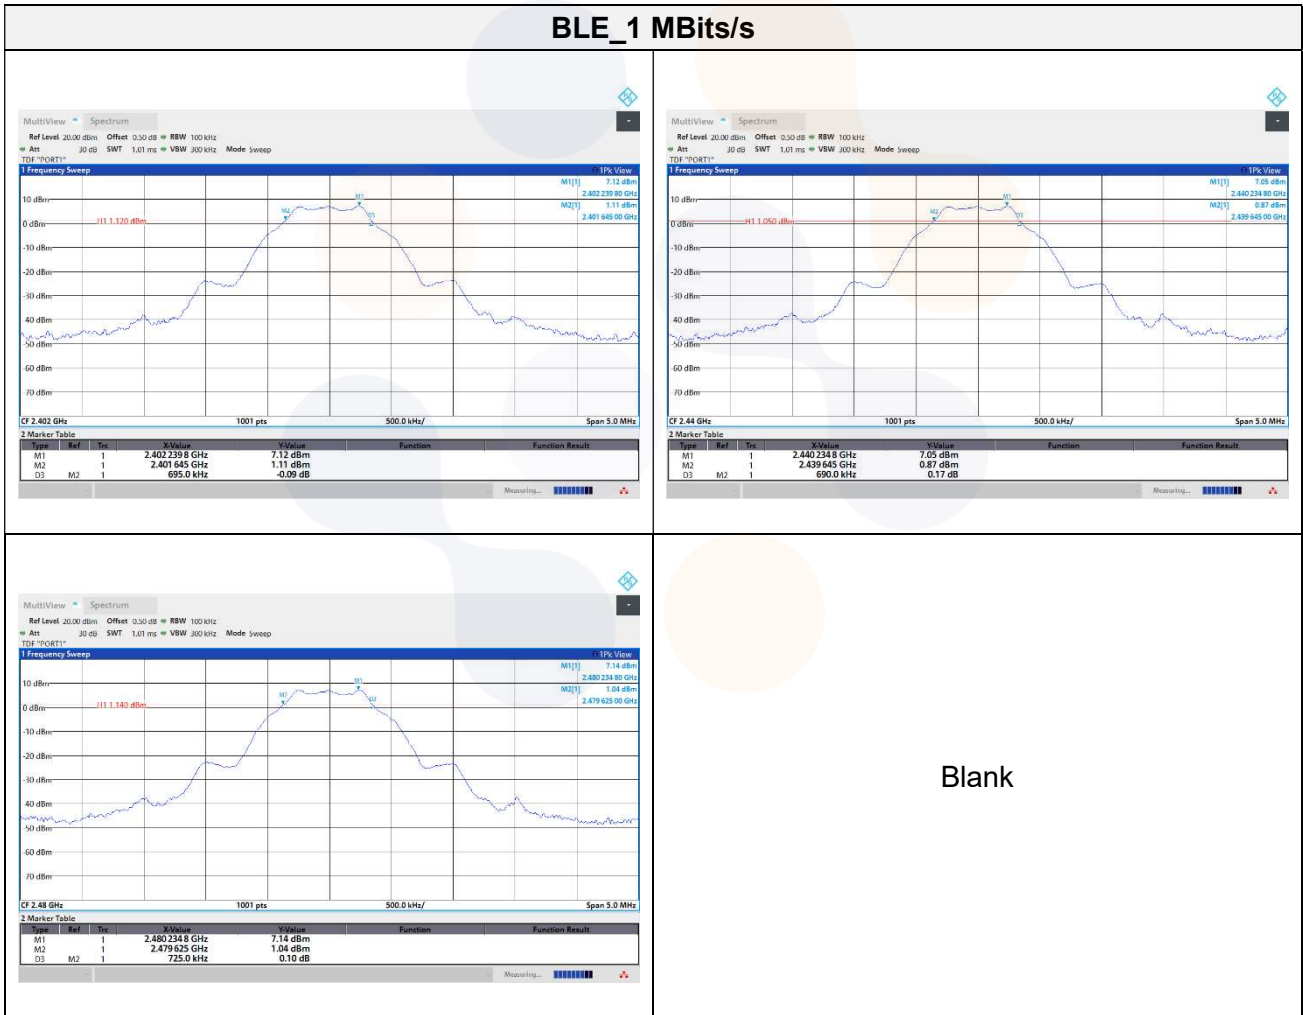 BLE_1 MBits/s
MultiView Spectrum
Ref Level 20.00 dBm Offset 0.50 dB RBW 100 kHz
Att 30 dB SWT 1.01 ms VBW 300 kHz Mode Sweep
TDF "PORT1"
1 Frequency Sweep 1Pk View
M1[1] 7.12 dBm
2.402 239 80 GHz
M2[1] 1.11 dBm
2.401 645 00 GHz
M1
M2
D3
10 dBm
H1 1.120 dBm
0 dBm
-10 dBm
-20 dBm
-30 dBm
-40 dBm
-50 dBm
-60 dBm
-70 dBm
CF 2.402 GHz 1001 pts 500.0 kHz/ Span 5.0 MHz
2 Marker Table
Type Ref Trc X-Value Y-Value Function Function Result
M1 1 2.402 239 8 GHz 7.12 dBm
M2 1 2.401 645 GHz 1.11 dBm
D3 M2 1 695.0 kHz -0.09 dB
Measuring...
MultiView Spectrum
Ref Level 20.00 dBm Offset 0.50 dB RBW 100 kHz
Att 30 dB SWT 1.01 ms VBW 300 kHz Mode Sweep
TDF "PORT1"
1 Frequency Sweep 1Pk View
M1[1] 7.05 dBm
2.440 234 80 GHz
M2[1] 0.87 dBm
2.439 645 00 GHz
M1
M2
D3
10 dBm
H1 1.050 dBm
0 dBm
-10 dBm
-20 dBm
-30 dBm
-40 dBm
-50 dBm
-60 dBm
-70 dBm
CF 2.44 GHz 1001 pts 500.0 kHz/ Span 5.0 MHz
2 Marker Table
Type Ref Trc X-Value Y-Value Function Function Result
M1 1 2.440 234 8 GHz 7.05 dBm
M2 1 2.439 645 GHz 0.87 dBm
D3 M2 1 690.0 kHz 0.17 dB
Measuring...
MultiView Spectrum
Ref Level 20.00 dBm Offset 0.50 dB RBW 100 kHz
Att 30 dB SWT 1.01 ms VBW 300 kHz Mode Sweep
TDF "PORT1"
1 Frequency Sweep 1Pk View
M1[1] 7.14 dBm
2.480 234 80 GHz
M2[1] 1.04 dBm
2.479 625 00 GHz
M1
M2
D3
10 dBm
H1 1.140 dBm
0 dBm
-10 dBm
-20 dBm
-30 dBm
-40 dBm
-50 dBm
-60 dBm
-70 dBm
CF 2.48 GHz 1001 pts 500.0 kHz/ Span 5.0 MHz
2 Marker Table
Type Ref Trc X-Value Y-Value Function Function Result
M1 1 2.480 234 8 GHz 7.14 dBm
M2 1 2.479 625 GHz 1.04 dBm
D3 M2 1 725.0 kHz 0.10 dB
Measuring...
Blank